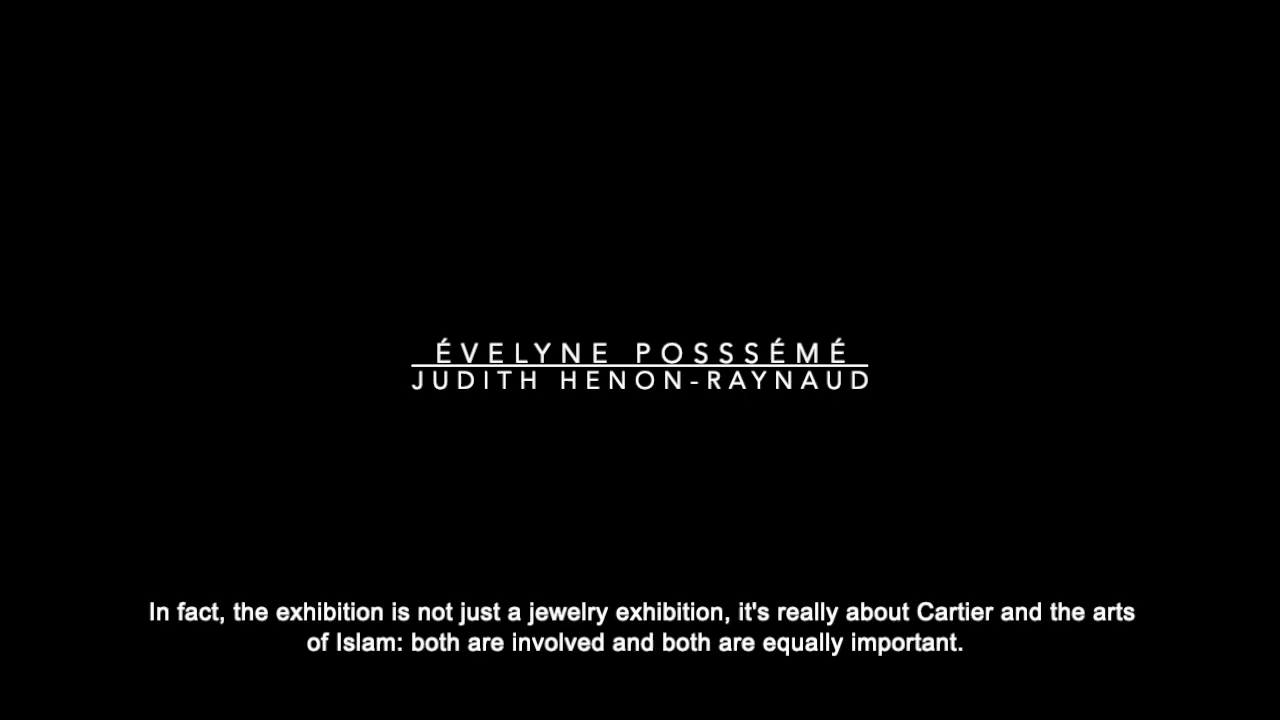 ÉVELYNE POSSSÉMÉ
JUDITH HENON-RAYNAUD
In fact, the exhibition is not just a jewelry exhibition, it's really about Cartier and the arts
of Islam: both are involved and both are equally important.